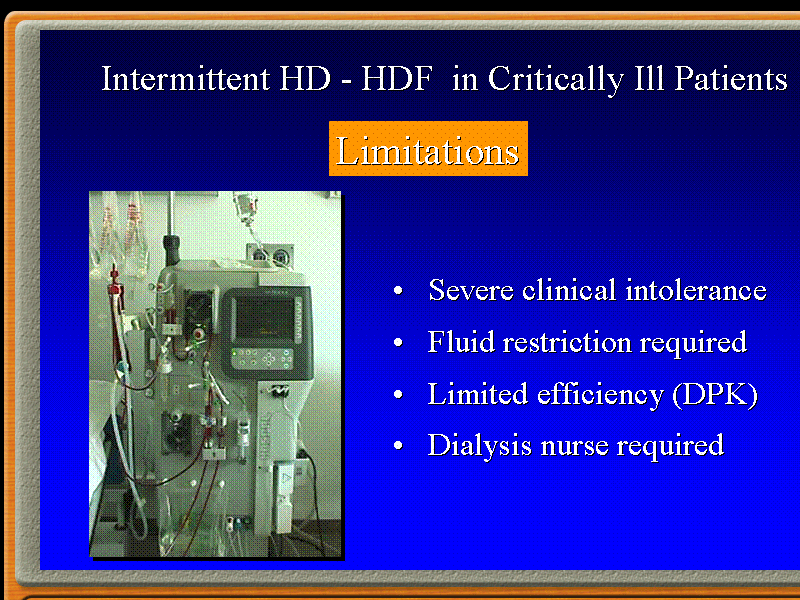 Intermittent HD - HDF in Critically Ill Patients
Limitations
• Severe clinical intolerance
• Fluid restriction required
• Limited efficiency (DPK)
• Dialysis nurse required
HOSPAL